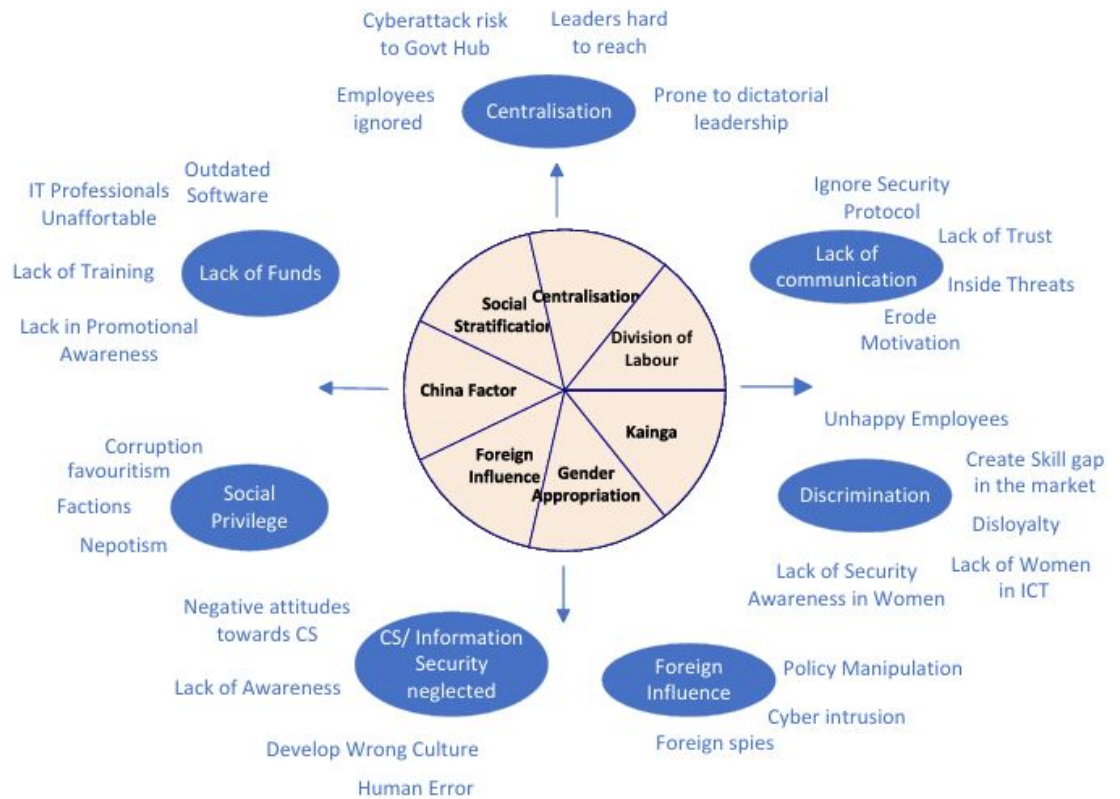 Cyberattack risk
to Govt Hub
Leaders hard
to reach
Employees
ignored
Centralisation
Prone to dictatorial
leadership
IT Professionals
Unaffortable
Outdated
Software
Lack of Training
Lack of Funds
Lack in Promotional
Awareness
Ignore Security
Protocol
Lack of
communication
Lack of Trust
Inside Threats
Erode
Motivation
Social
Stratification
Centralisation
Division of
Labour
China Factor
Kainga
Foreign
Influence
Gender
Appropriation
Corruption
favouritism
Factions
Social
Privilege
Nepotism
Unhappy Employees
Create Skill gap
in the market
Discrimination
Disloyalty
Lack of Security
Awareness in Women
Lack of Women
in ICT
Negative attitudes
towards CS
CS/ Information
Security
neglected
Lack of Awareness
Develop Wrong Culture
Human Error
Foreign
Influence
Policy Manipulation
Cyber intrusion
Foreign spies